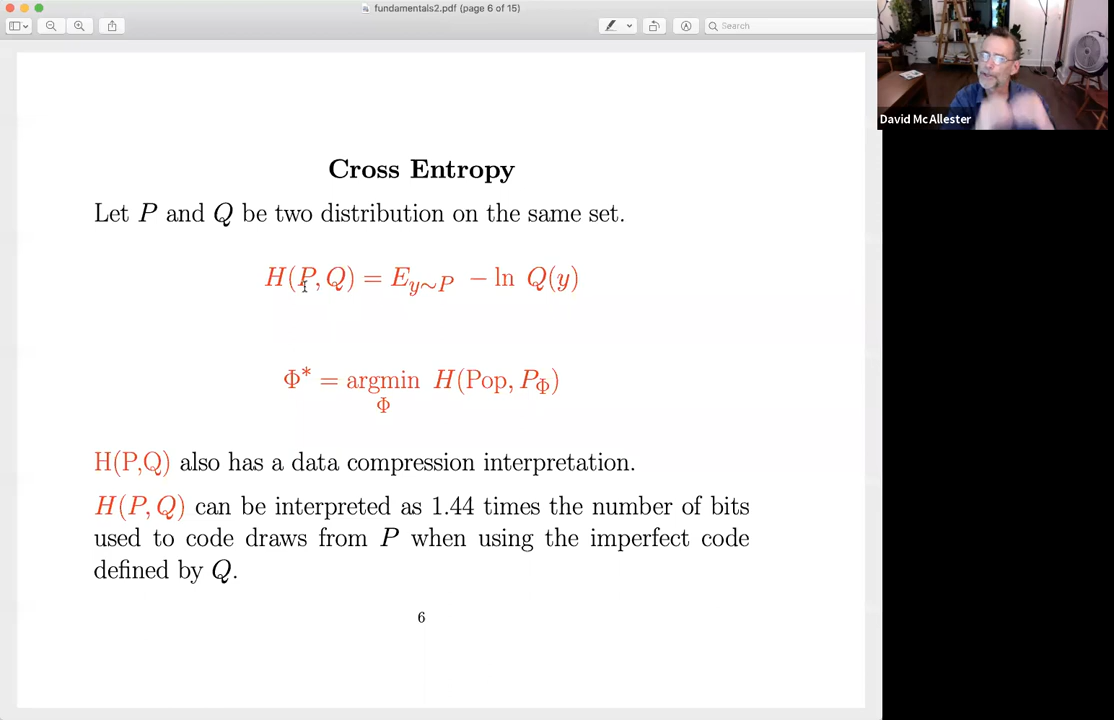 fundamentals2.pdf (page 6 of 15)
Search
David McAllester
Cross Entropy
Let P and Q be two distribution on the same set.
H(P, Q) = E_{y∼P} − ln Q(y)
Φ* = argmin_Φ H(Pop, P_Φ)
H(P,Q) also has a data compression interpretation.
H(P, Q) can be interpreted as 1.44 times the number of bits
used to code draws from P when using the imperfect code
defined by Q.
6